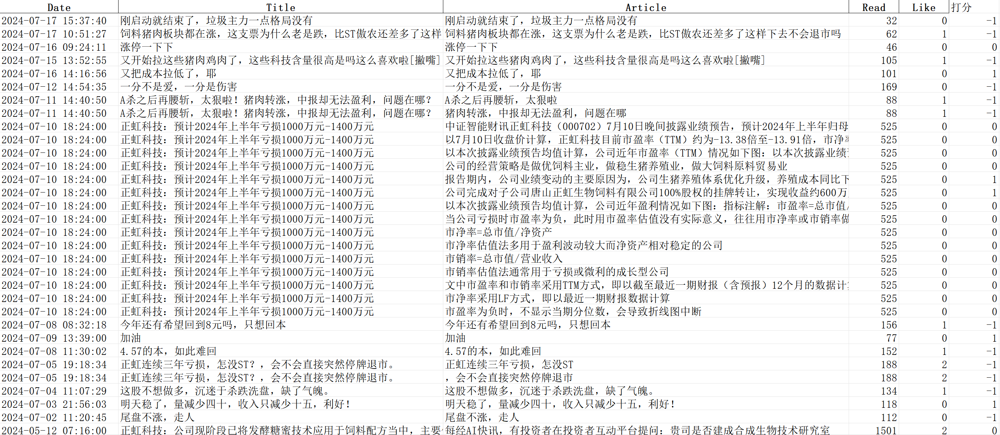 Date Title Article Read Like 打分
2024-07-17 15:37:40 刚启动就结束了，垃圾主力一点格局没有 刚启动就结束了，垃圾主力一点格局没有 32 0 -1
2024-07-17 10:51:27 饲料猪肉板块都在涨，这支票为什么老是跌，比ST傲农还差多了这样 饲料猪肉板块都在涨，这支票为什么老是跌，比ST傲农还差多了这样下去不会退市吗 62 1 -1
2024-07-16 09:24:11 涨停一下下 涨停一下下 46 0 0
2024-07-15 13:52:55 又开始拉这些猪肉鸡肉了，这些科技含量很高是吗这么喜欢啦[撇嘴] 又开始拉这些猪肉鸡肉了，这些科技含量很高是吗这么喜欢啦[撇嘴] 105 1 -1
2024-07-16 14:16:56 又把成本拉低了，耶 又把成本拉低了，耶 101 0 1
2024-07-12 14:54:35 一分不是爱，一分是伤害 一分不是爱，一分是伤害 169 0 -1
2024-07-11 14:40:50 A杀之后再腰斩，太狠啦！猪肉转涨，中报却无法盈利，问题在哪？ A杀之后再腰斩，太狠啦 88 1 -1
2024-07-11 14:40:50 A杀之后再腰斩，太狠啦！猪肉转涨，中报却无法盈利，问题在哪？ 猪肉转涨，中报却无法盈利，问题在哪 88 1 -1
2024-07-10 18:24:00 正虹科技：预计2024年上半年亏损1000万元-1400万元 中证智能财讯正虹科技（000702）7月10日晚间披露业绩预告，预计2024年上半年归母 525 0 0
2024-07-10 18:24:00 正虹科技：预计2024年上半年亏损1000万元-1400万元 以7月10日收盘价计算，正虹科技目前市盈率（TTM）约为-13.38倍至-13.91倍，市净率 525 0 0
2024-07-10 18:24:00 正虹科技：预计2024年上半年亏损1000万元-1400万元 以本次披露业绩预告均值计算，公司近年市盈率（TTM）情况如下图：以本次披露业绩 525 0 0
2024-07-10 18:24:00 正虹科技：预计2024年上半年亏损1000万元-1400万元 公司的经营策略是做优饲料主业，做稳生猪养殖业，做大饲料原料贸易业 525 0 0
2024-07-10 18:24:00 正虹科技：预计2024年上半年亏损1000万元-1400万元 报告期内，公司业绩变动的主要原因为，公司生猪养殖体系优化升级，养殖成本同比下 525 0 1
2024-07-10 18:24:00 正虹科技：预计2024年上半年亏损1000万元-1400万元 公司完成对子公司唐山正虹生物饲料有限公司100%股权的挂牌转让，实现收益约600万 525 0 1
2024-07-10 18:24:00 正虹科技：预计2024年上半年亏损1000万元-1400万元 以本次披露业绩预告均值计算，公司近年盈利情况如下图：指标注解：市盈率=总市值/ 525 0 0
2024-07-10 18:24:00 正虹科技：预计2024年上半年亏损1000万元-1400万元 当公司亏损时市盈率为负，此时用市盈率估值没有实际意义，往往用市净率或市销率做 525 0 0
2024-07-10 18:24:00 正虹科技：预计2024年上半年亏损1000万元-1400万元 市净率=总市值/净资产 525 0 0
2024-07-10 18:24:00 正虹科技：预计2024年上半年亏损1000万元-1400万元 市净率估值法多用于盈利波动较大而净资产相对稳定的公司 525 0 0
2024-07-10 18:24:00 正虹科技：预计2024年上半年亏损1000万元-1400万元 市销率=总市值/营业收入 525 0 0
2024-07-10 18:24:00 正虹科技：预计2024年上半年亏损1000万元-1400万元 市销率估值法通常用于亏损或微利的成长型公司 525 0 0
2024-07-10 18:24:00 正虹科技：预计2024年上半年亏损1000万元-1400万元 文中市盈率和市销率采用TTM方式，即以截至最近一期财报（含预报）12个月的数据计 525 0 0
2024-07-10 18:24:00 正虹科技：预计2024年上半年亏损1000万元-1400万元 市净率采用LF方式，即以最近一期财报数据计算 525 0 0
2024-07-10 18:24:00 正虹科技：预计2024年上半年亏损1000万元-1400万元 市盈率为负时，不显示当期分位数，会导致折线图中断 525 0 0
2024-07-08 08:32:18 今年还有希望回到8元吗，只想回本 今年还有希望回到8元吗，只想回本 156 1 -1
2024-07-09 13:39:00 加油 加油 77 0 1
2024-07-08 11:30:02 4.57的本，如此难回 4.57的本，如此难回 152 1 -1
2024-07-05 19:18:34 正虹连续三年亏损，怎没ST？，会不会直接突然停牌退市。 正虹连续三年亏损，怎没ST 188 2 -1
2024-07-05 19:18:34 正虹连续三年亏损，怎没ST？，会不会直接突然停牌退市。 ，会不会直接突然停牌退市 188 2 -1
2024-07-04 11:07:29 这股不想做多，沉迷于杀跌洗盘，缺了气魄。 这股不想做多，沉迷于杀跌洗盘，缺了气魄。 134 1 -1
2024-07-03 21:56:03 明天稳了，量减少四十，收入只减少十五，利好！ 明天稳了，量减少四十，收入只减少十五，利好！ 118 0 1
2024-07-02 11:20:45 尾盘不涨，走人 尾盘不涨，走人 112 0 -1
2024-05-12 07:16:00 正虹科技：公司现阶段已将发酵糖蜜技术应用于饲料配方当中，主要 每经AI快讯，有投资者在投资者互动平台提问：贵司是否建成合成生物技术研究室 1501 2 0